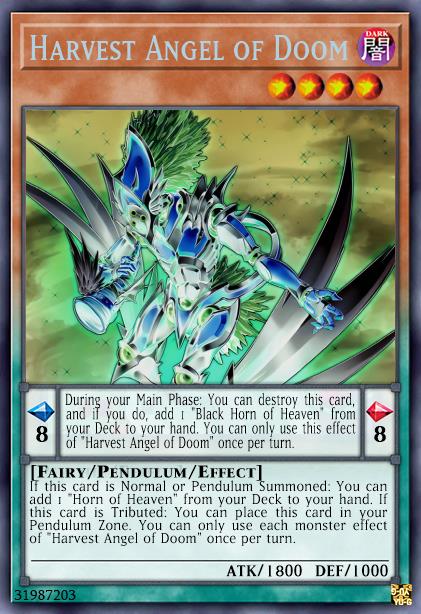 Harvest Angel of Doom
DARK
闇
During your Main Phase: You can destroy this card,
and if you do, add 1 "Black Horn of Heaven" from
your Deck to your hand. You can only use this effect
of "Harvest Angel of Doom" once per turn.
8
8
[Fairy/Pendulum/Effect]
If this card is Normal or Pendulum Summoned: You can
add 1 "Horn of Heaven" from your Deck to your hand. If
this card is Tributed: You can place this card in your
Pendulum Zone. You can only use each monster effect
of "Harvest Angel of Doom" once per turn.
ATK/1800 DEF/1000
31987203